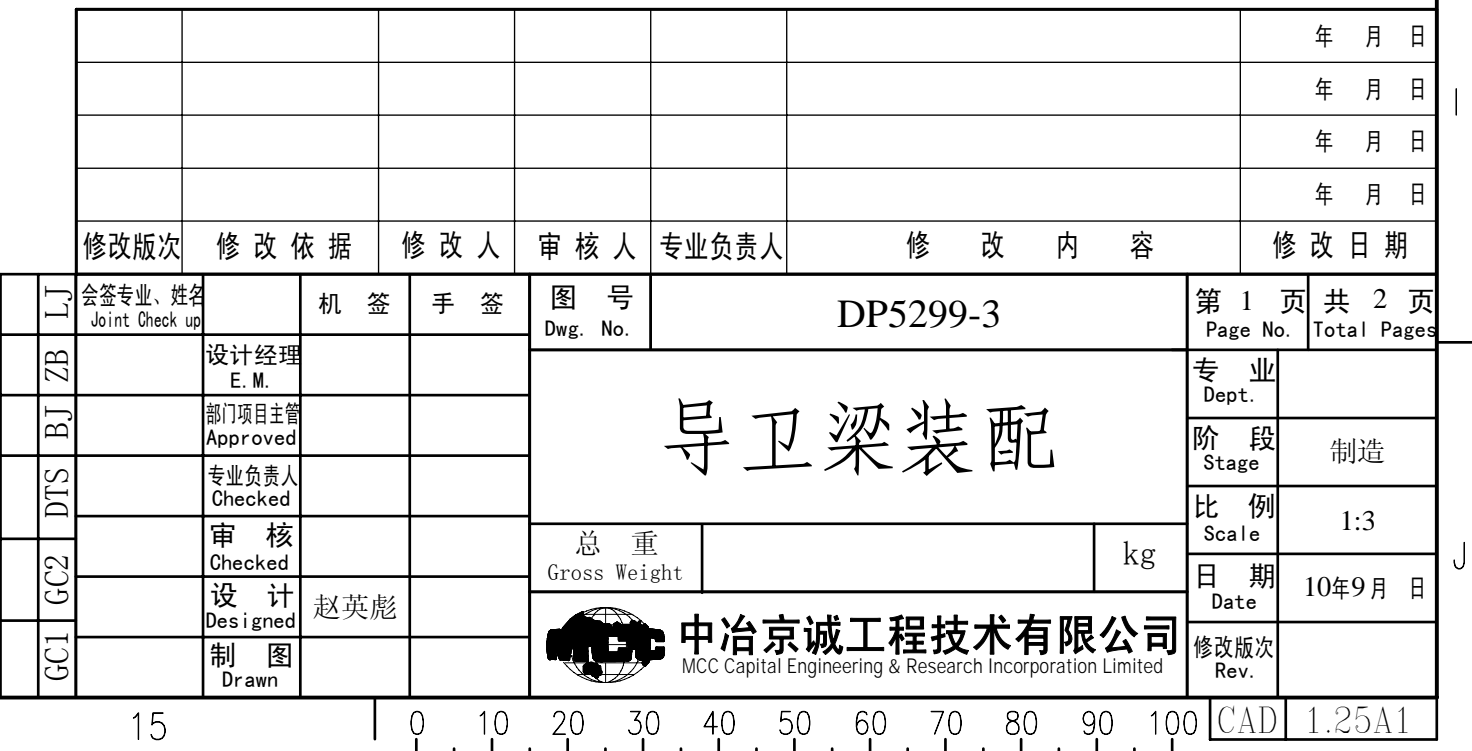 年 月 日
年 月 日
年 月 日
年 月 日
修改版次 修 改 依 据 修 改 人 审 核 人 专业负责人 修 改 内 容 修 改 日 期
LJ 会签专业、姓名 机 签 手 签 图 号 DP5299-3 第 1 页 共 2 页
Joint Check up Dwg. No. Page No. Total Pages
ZB 设计经理 专 业
E.M. Dept.
BJ 部门项目主管 导卫梁装配
Approved 阶 段 制造
Stage
DTS 专业负责人
Checked 比 例 1:3
Scale
审 核 总 重 kg
Checked Gross Weight
GC2 设 计 赵英彪 日 期 10年9月 日
Designed Date
MCC 中冶京诚工程技术有限公司
MCC Capital Engineering & Research Incorporation Limited
GC1 制 图 修改版次
Drawn Rev.
15 0 10 20 30 40 50 60 70 80 90 100 CAD 1.25A1
I
J